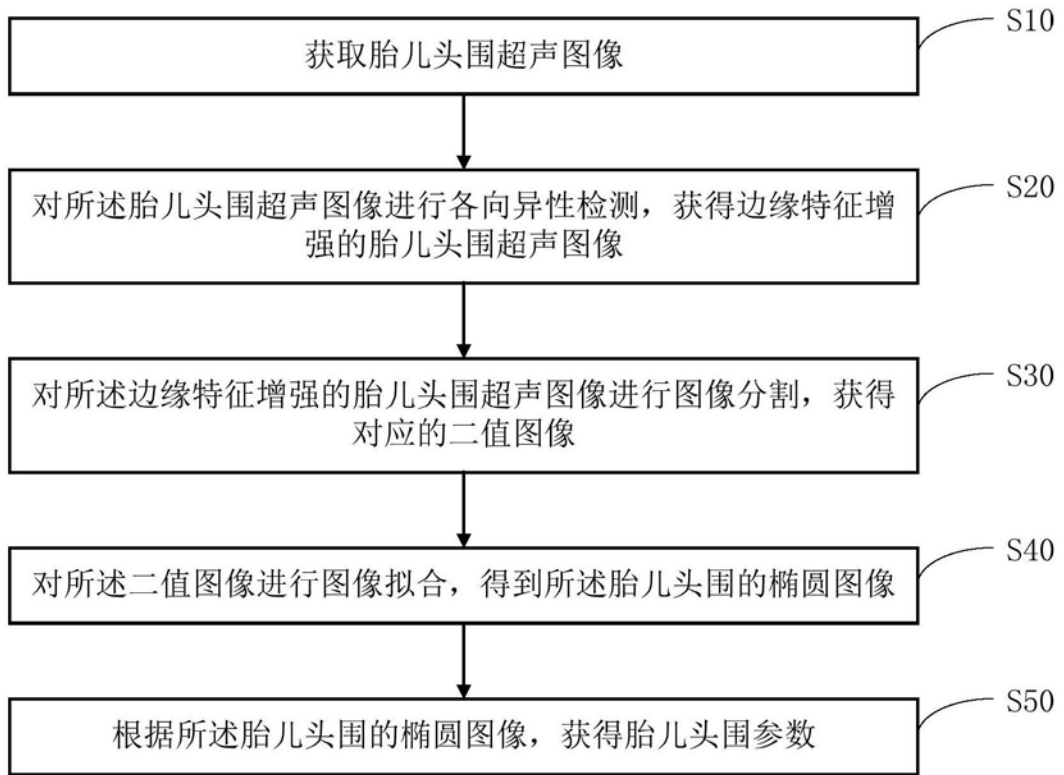 获取胎儿头围超声图像
S10
对所述胎儿头围超声图像进行各向异性检测，获得边缘特征增
强的胎儿头围超声图像
S20
对所述边缘特征增强的胎儿头围超声图像进行图像分割，获得
对应的二值图像
S30
对所述二值图像进行图像拟合，得到所述胎儿头围的椭圆图像
S40
根据所述胎儿头围的椭圆图像，获得胎儿头围参数
S50